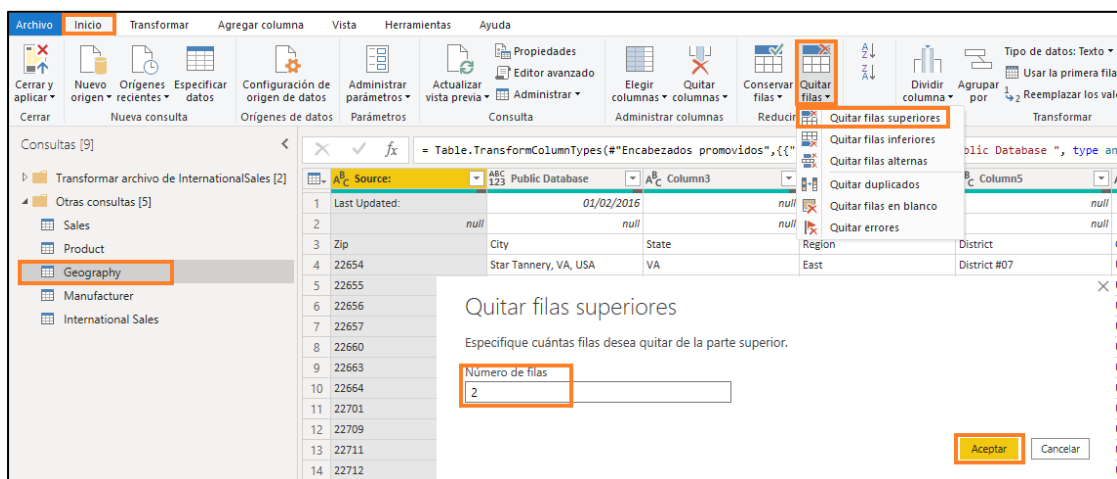 Archivo Inicio Transformar Agregar columna Vista Herramientas Ayuda
Cerrar y aplicar
Nuevo origen
Orígenes recientes
Especificar datos
Configuración de origen de datos
Administrar parámetros
Actualizar vista previa
Propiedades
Editor avanzado
Administrar
Elegir columnas
Quitar columnas
Conservar filas
Quitar filas
Dividir columna
Agrupar por
Tipo de datos: Texto
Usar la primera fila
Reemplazar los val
Cerrar Nueva consulta Orígenes de datos Parámetros Consulta Administrar columnas Reducir Transformar
Quitar filas superiores
Quitar filas inferiores
Quitar filas alternas
Quitar duplicados
Quitar filas en blanco
Quitar errores
Consultas [9]
Transformar archivo de InternationalSales [2]
Otras consultas [5]
Sales
Product
Geography
Manufacturer
International Sales
fx = Table.TransformColumnTypes(#"Encabezados promovidos",{{" blic Database ", type an
ABC Source: ABC 123 Public Database ABC Column3 C Column5
1 Last Updated: 01/02/2016 null null
2 null null null null
3 Zip City State Region District
4 22654 Star Tannery, VA, USA VA East District #07
5 22655
6 22656
7 22657
8 22660
9 22663
10 22664
11 22701
12 22709
13 22711
14 22712
Quitar filas superiores
Especifique cuántas filas desea quitar de la parte superior.
Número de filas
2
Aceptar Cancelar